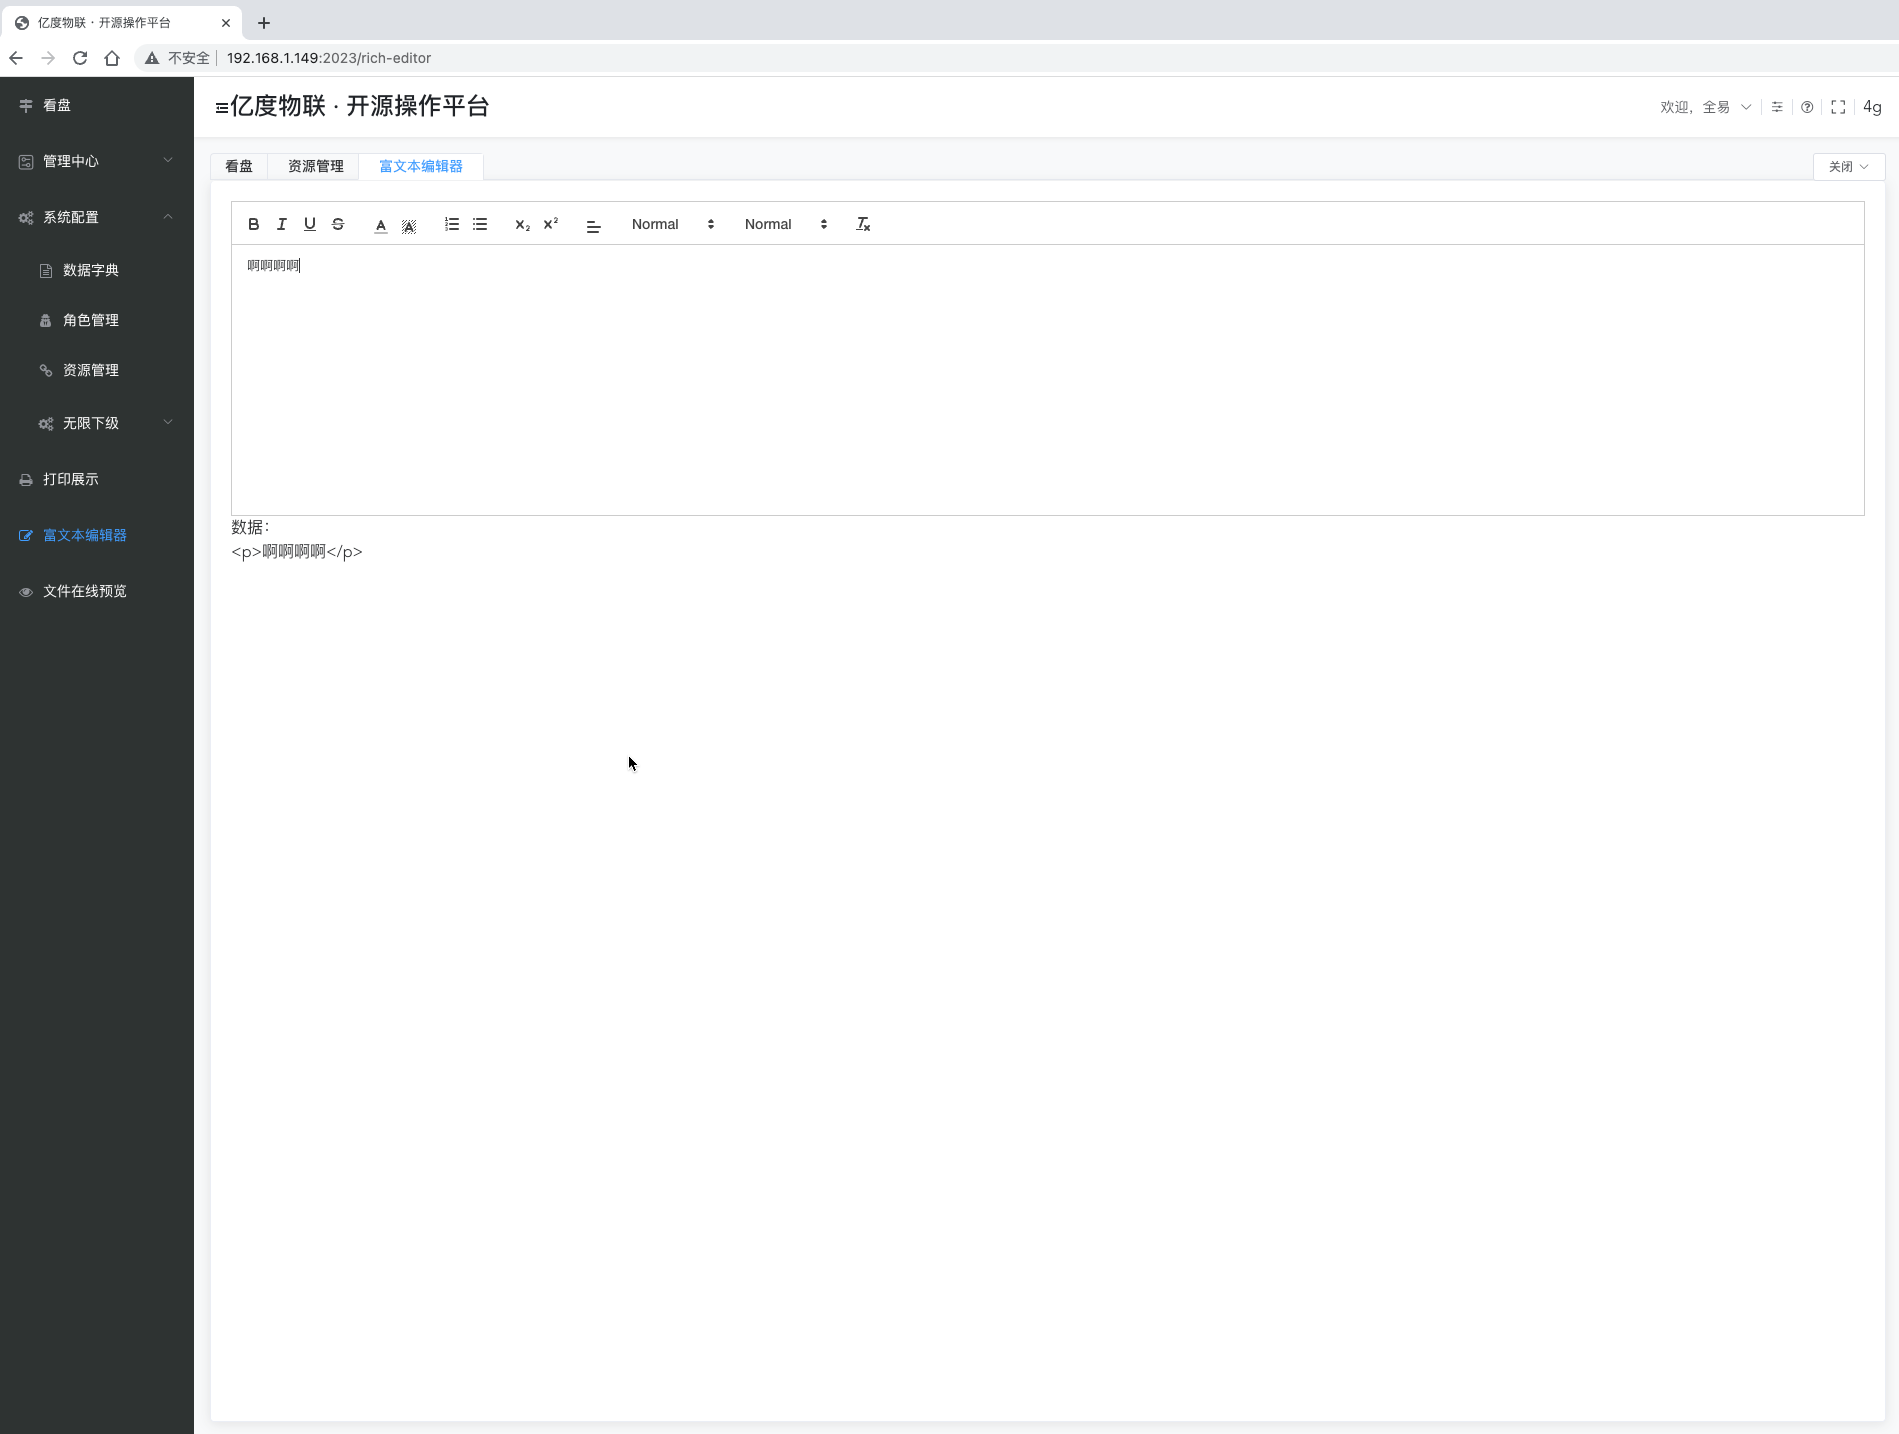 亿度物联 · 开源操作平台
不安全 192.168.1.149:2023/rich-editor
看盘
管理中心
系统配置
数据字典
角色管理
资源管理
无限下级
打印展示
富文本编辑器
文件在线预览
亿度物联 · 开源操作平台
欢迎, 全易
4g
看盘 资源管理 富文本编辑器
关闭
B I U S A A X₂ X² Normal Normal Tx
啊啊啊啊
数据：
<p>啊啊啊啊</p>